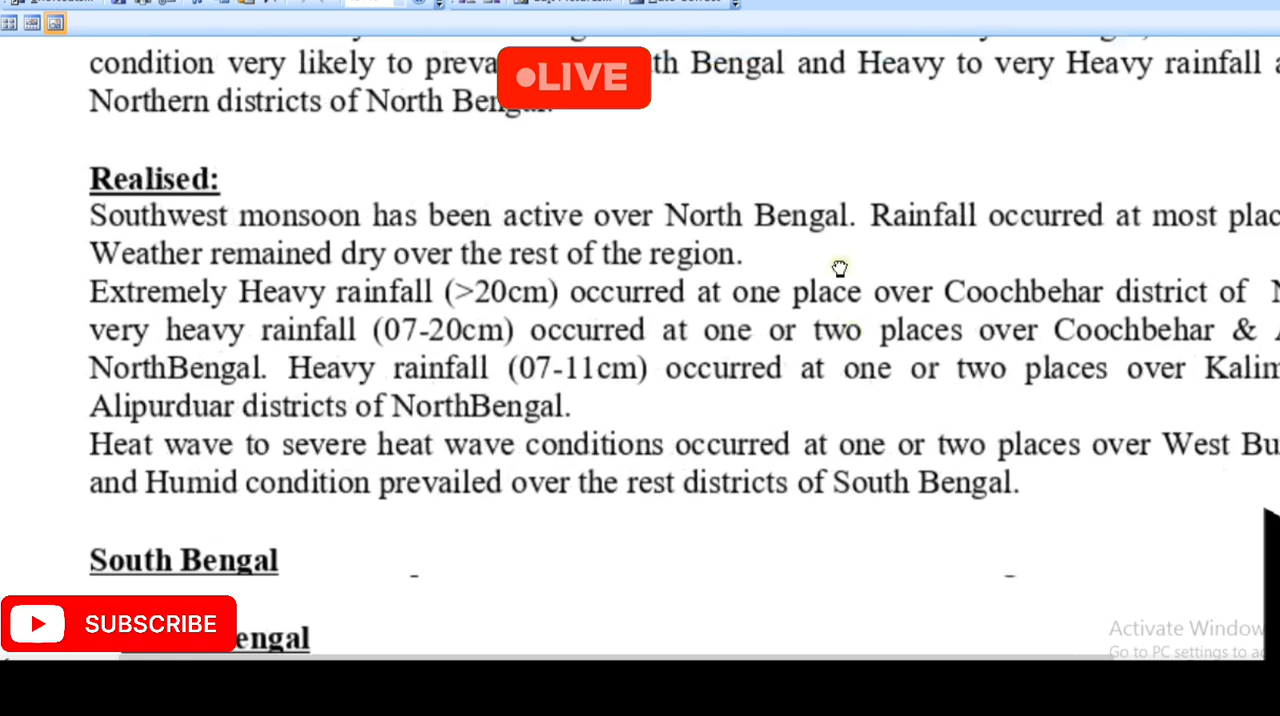 condition very likely to th Bengal and Heavy to very Heavy rainfall
LIVE
Northern districts of North Bengal.
Realised:
Southwest monsoon has been active over North Bengal. Rainfall occurred at most
Weather remained dry over the rest of the region.
Extremely Heavy rainfall (>20cm) occurred at one place over Coochbehar district of
very heavy rainfall (07-20cm) occurred at one or two places over Coochbehar &
NorthBengal. Heavy rainfall (07-11cm) occurred at one or two places over
Alipurduar districts of NorthBengal.
Heat wave to severe heat wave conditions occurred at one or two places over West
and Humid condition prevailed over the rest districts of South Bengal.
South Bengal
SUBSCRIBE
engal
Activate Window
Go to PC settings to